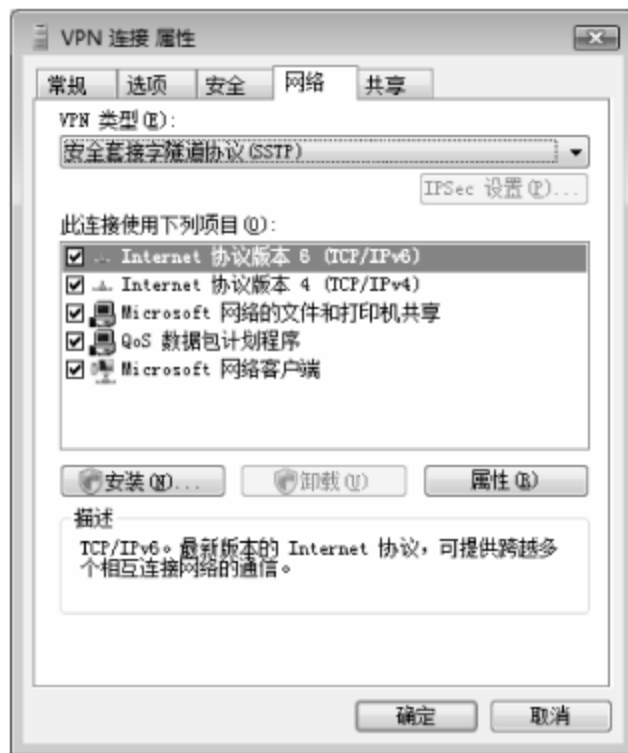 VPN 连接 属性
常规 选项 安全 网络 共享
VPN 类型(E):
安全套接字隧道协议(SSTP)
IPSec 设置(P)...
此连接使用下列项目(O):
Internet 协议版本 6 (TCP/IPv6)
Internet 协议版本 4 (TCP/IPv4)
Microsoft 网络的文件和打印机共享
QoS 数据包计划程序
Microsoft 网络客户端
安装(N)... 卸载(U) 属性(R)
描述
TCP/IPv6。最新版本的 Internet 协议，可提供跨越多
个相互连接网络的通信。
确定 取消